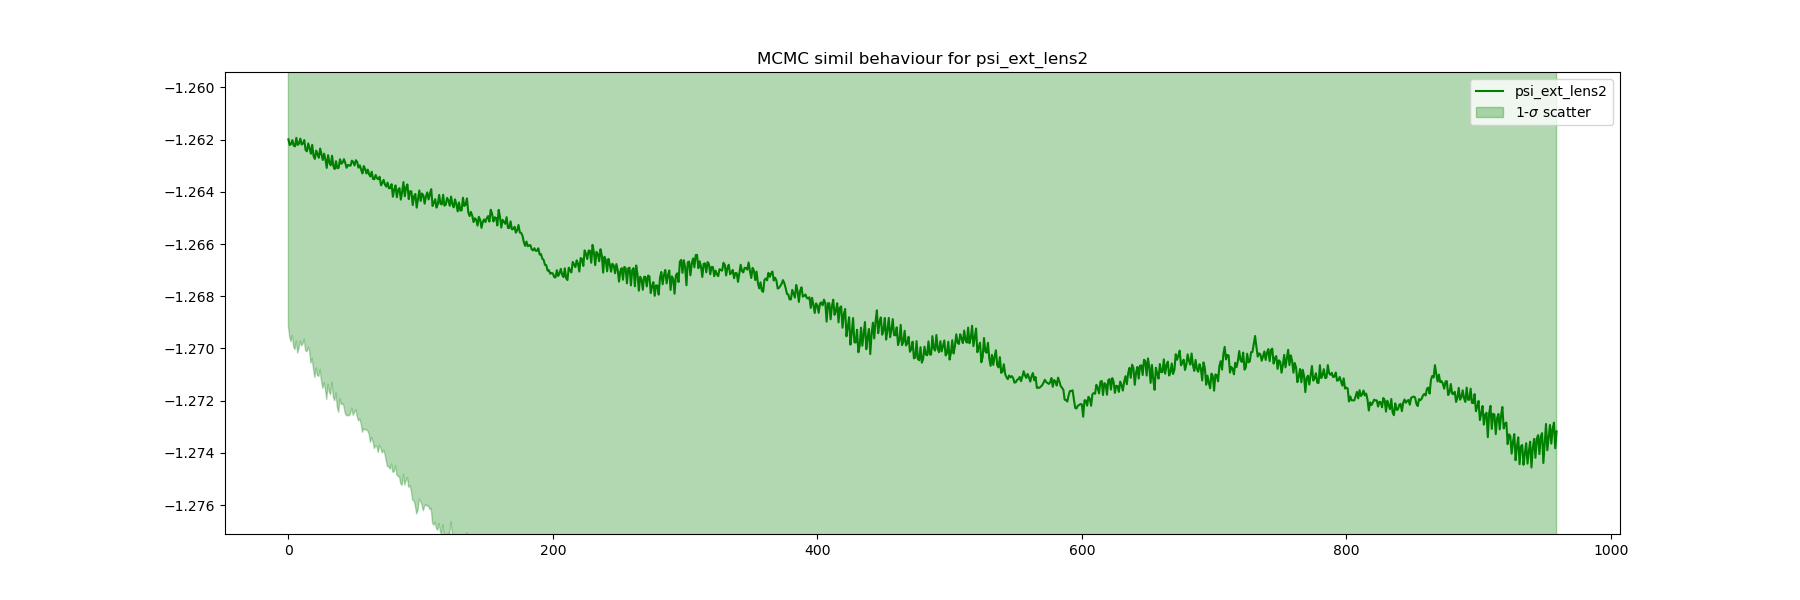 MCMC simil behaviour for psi_ext_lens2
psi_ext_lens2
1-σ scatter
−1.260
−1.262
−1.264
−1.266
−1.268
−1.270
−1.272
−1.274
−1.276
0 200 400 600 800 1000